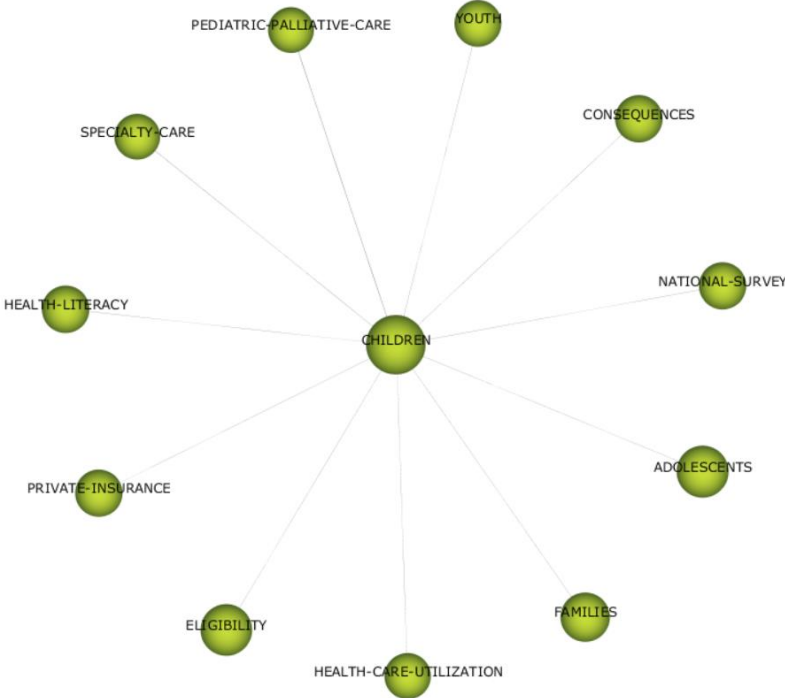 YOUTH
PEDIATRIC-PALLIATIVE-CARE
CONSEQUENCES
SPECIALTY-CARE
NATIONAL-SURVEY
HEALTH-LITERACY
CHILDREN
ADOLESCENTS
PRIVATE-INSURANCE
FAMILIES
ELIGIBILITY
HEALTH-CARE-UTILIZATION